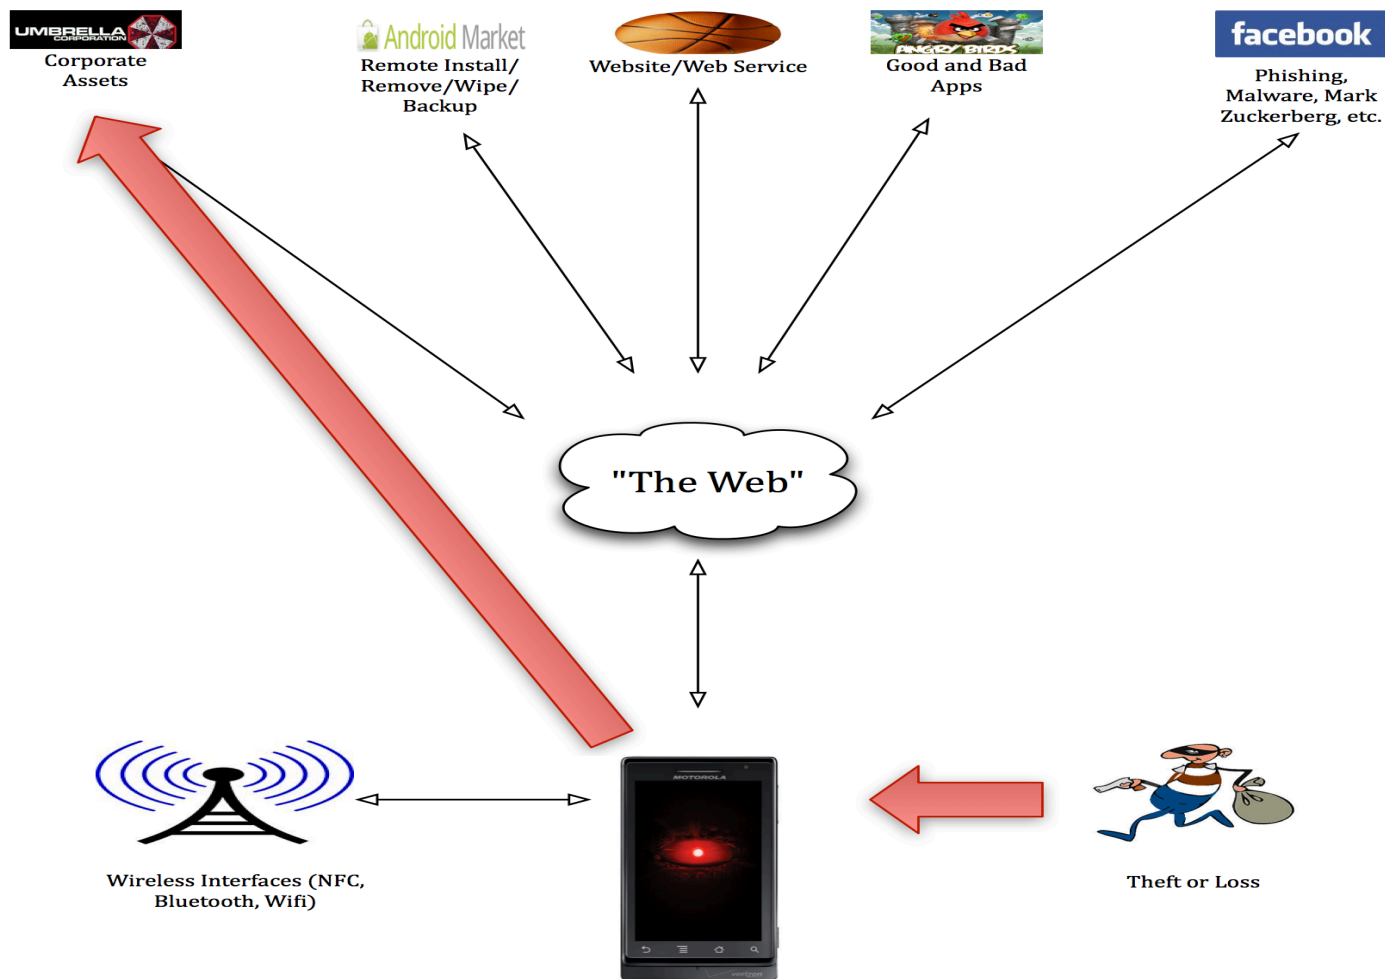 UMBRELLA
CORPORATION
Corporate
Assets
Android Market
Remote Install/
Remove/Wipe/
Backup
Website/Web Service
ANGRY BIRDS
Good and Bad
Apps
facebook
Phishing,
Malware, Mark
Zuckerberg, etc.
"The Web"
MOTOROLA
Wireless Interfaces (NFC,
Bluetooth, Wifi)
Theft or Loss
verizon